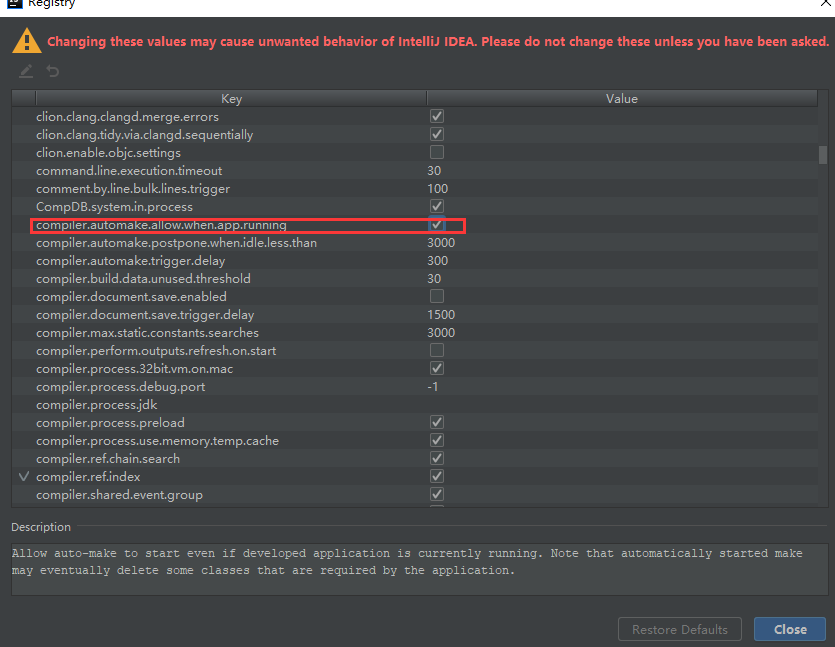 Registry
Changing these values may cause unwanted behavior of IntelliJ IDEA. Please do not change these unless you have been asked.
Key Value
clion.clang.clangd.merge.errors
clion.clang.tidy.via.clangd.sequentially
clion.enable.objc.settings
command.line.execution.timeout 30
comment.by.line.bulk.lines.trigger 100
CompDB.system.in.process
compiler.automake.allow.when.app.running
compiler.automake.postpone.when.idle.less.than 3000
compiler.automake.trigger.delay 300
compiler.build.data.unused.threshold 30
compiler.document.save.enabled
compiler.document.save.trigger.delay 1500
compiler.max.static.constants.searches 3000
compiler.perform.outputs.refresh.on.start
compiler.process.32bit.vm.on.mac
compiler.process.debug.port -1
compiler.process.jdk
compiler.process.preload
compiler.process.use.memory.temp.cache
compiler.ref.chain.search
compiler.ref.index
compiler.shared.event.group
Description
Allow auto-make to start even if developed application is currently running. Note that automatically started make
may eventually delete some classes that are required by the application.
Restore Defaults Close